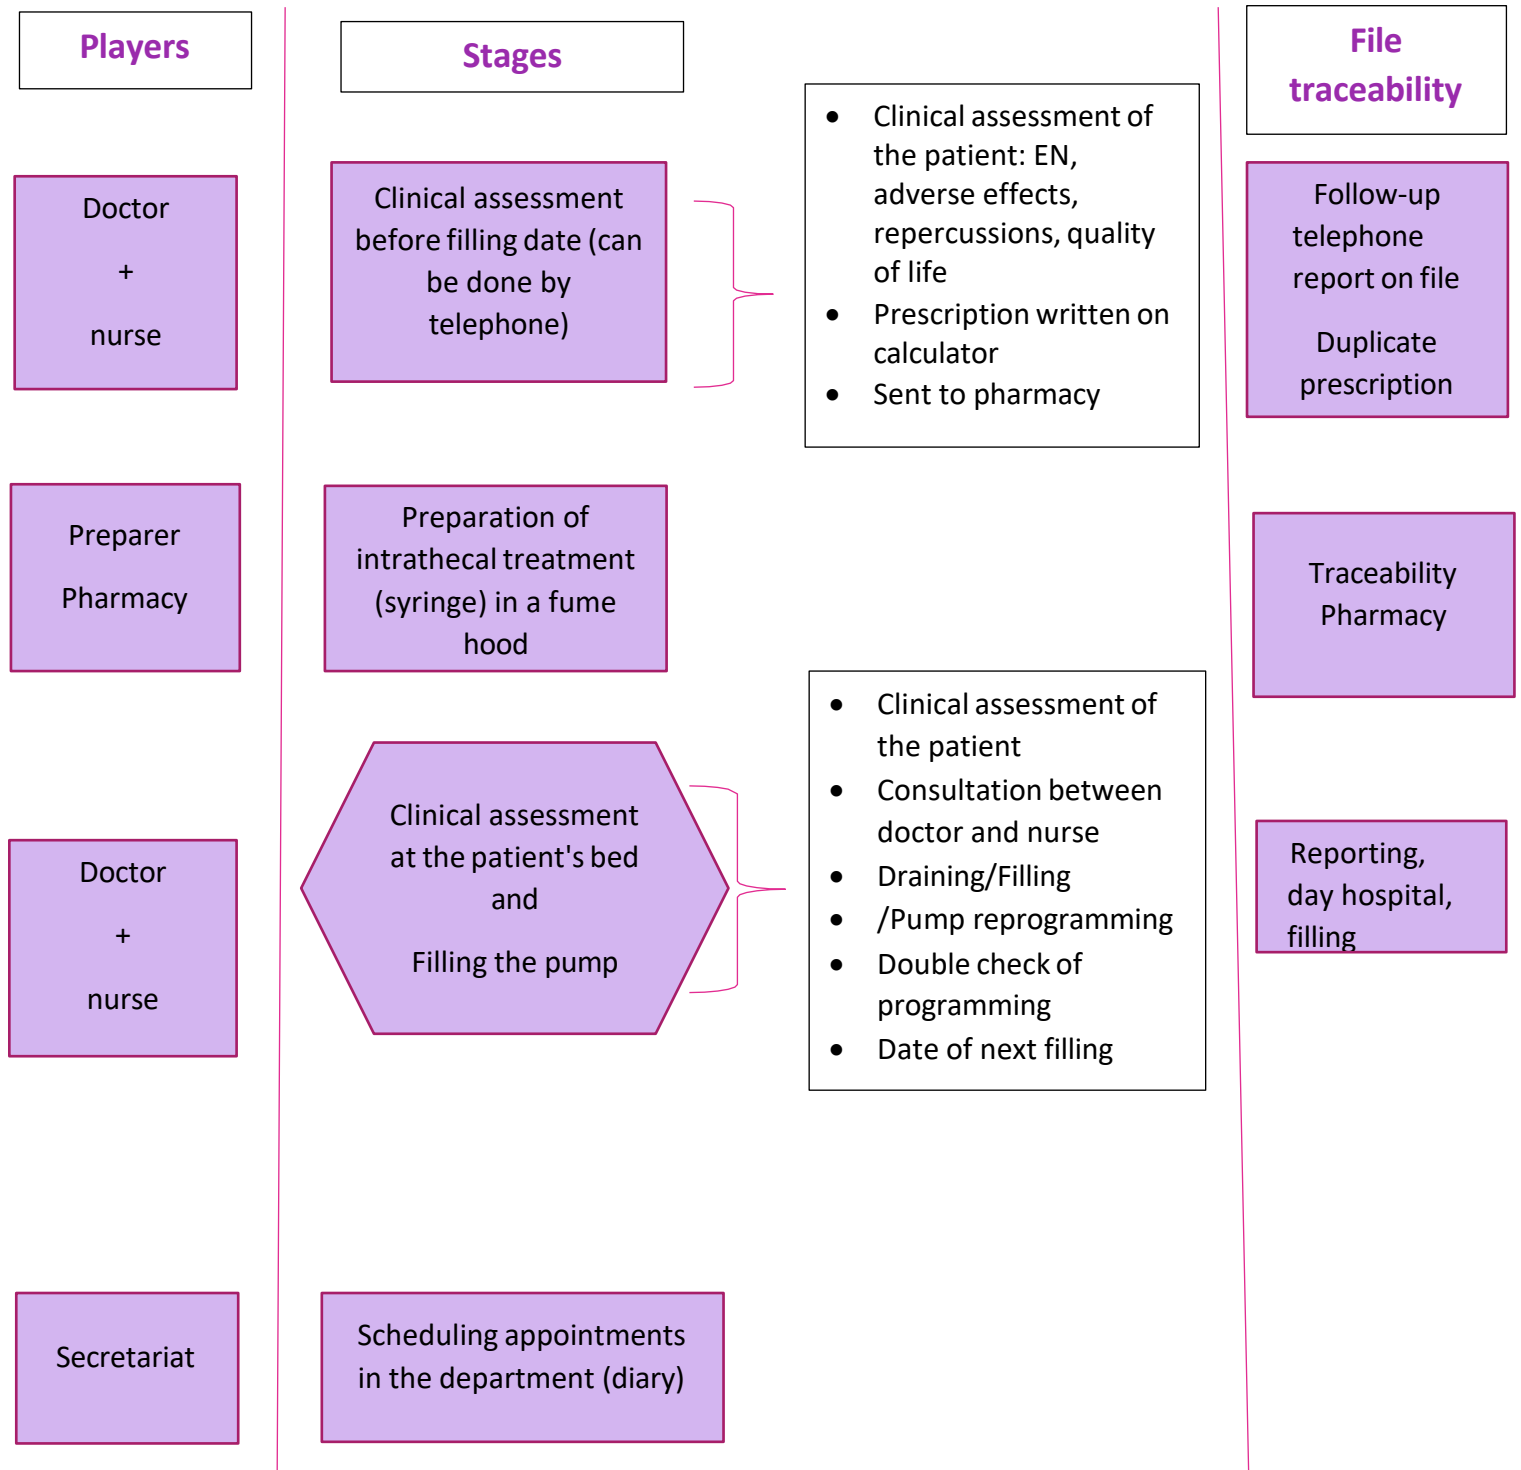 Players
Stages
File
traceability
Doctor
+
nurse
Clinical assessment
before filling date (can
be done by
telephone)
• Clinical assessment of
the patient: EN,
adverse effects,
repercussions, quality
of life
• Prescription written on
calculator
• Sent to pharmacy
Follow-up
telephone
report on file
Duplicate
prescription
Preparer
Pharmacy
Preparation of
intrathecal treatment
(syringe) in a fume
hood
Traceability
Pharmacy
Doctor
+
nurse
Clinical assessment
at the patient's bed
and
Filling the pump
• Clinical assessment of
the patient
• Consultation between
doctor and nurse
• Draining/Filling
• /Pump reprogramming
• Double check of
programming
• Date of next filling
Reporting,
day hospital,
filling
Secretariat
Scheduling appointments
in the department (diary)